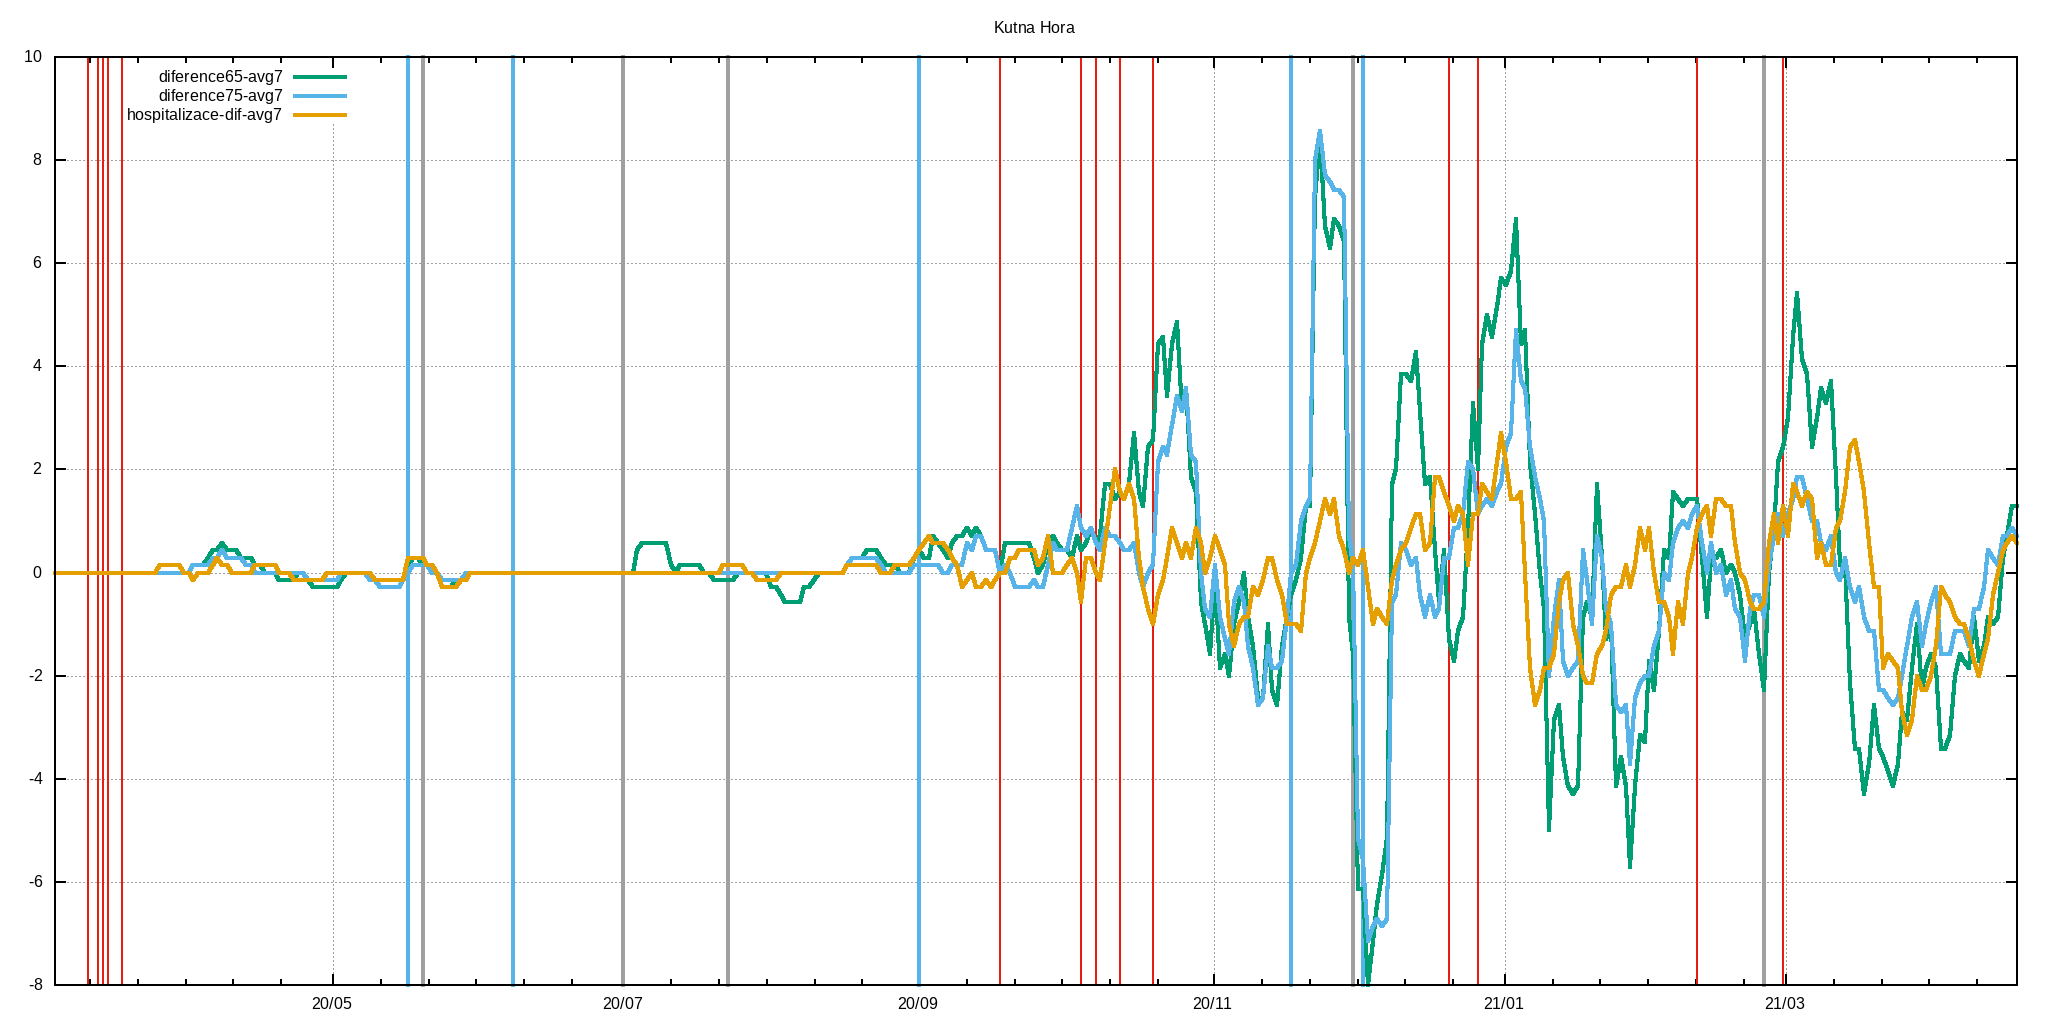 Kutna Hora
10
diference65-avg7
diference75-avg7
hospitalizace-dif-avg7
8
6
4
2
0
-2
-4
-6
-8
20/05 20/07 20/09 20/11 21/01 21/03